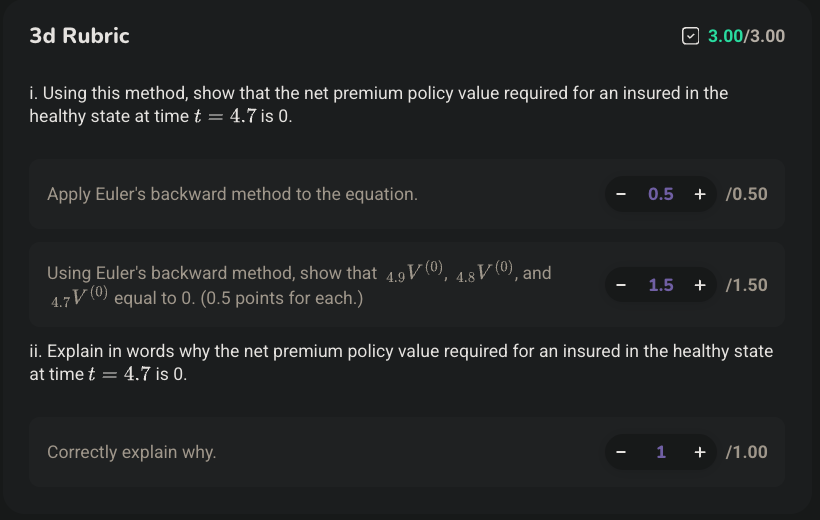 3d Rubric
3.00/3.00
i. Using this method, show that the net premium policy value required for an insured in the
healthy state at time t = 4.7 is 0.
Apply Euler's backward method to the equation.
− 0.5 + /0.50
Using Euler's backward method, show that ₄.₉V⁽⁰⁾, ₄.₈V⁽⁰⁾, and
₄.₇V⁽⁰⁾ equal to 0. (0.5 points for each.)
− 1.5 + /1.50
ii. Explain in words why the net premium policy value required for an insured in the healthy state
at time t = 4.7 is 0.
Correctly explain why.
− 1 + /1.00